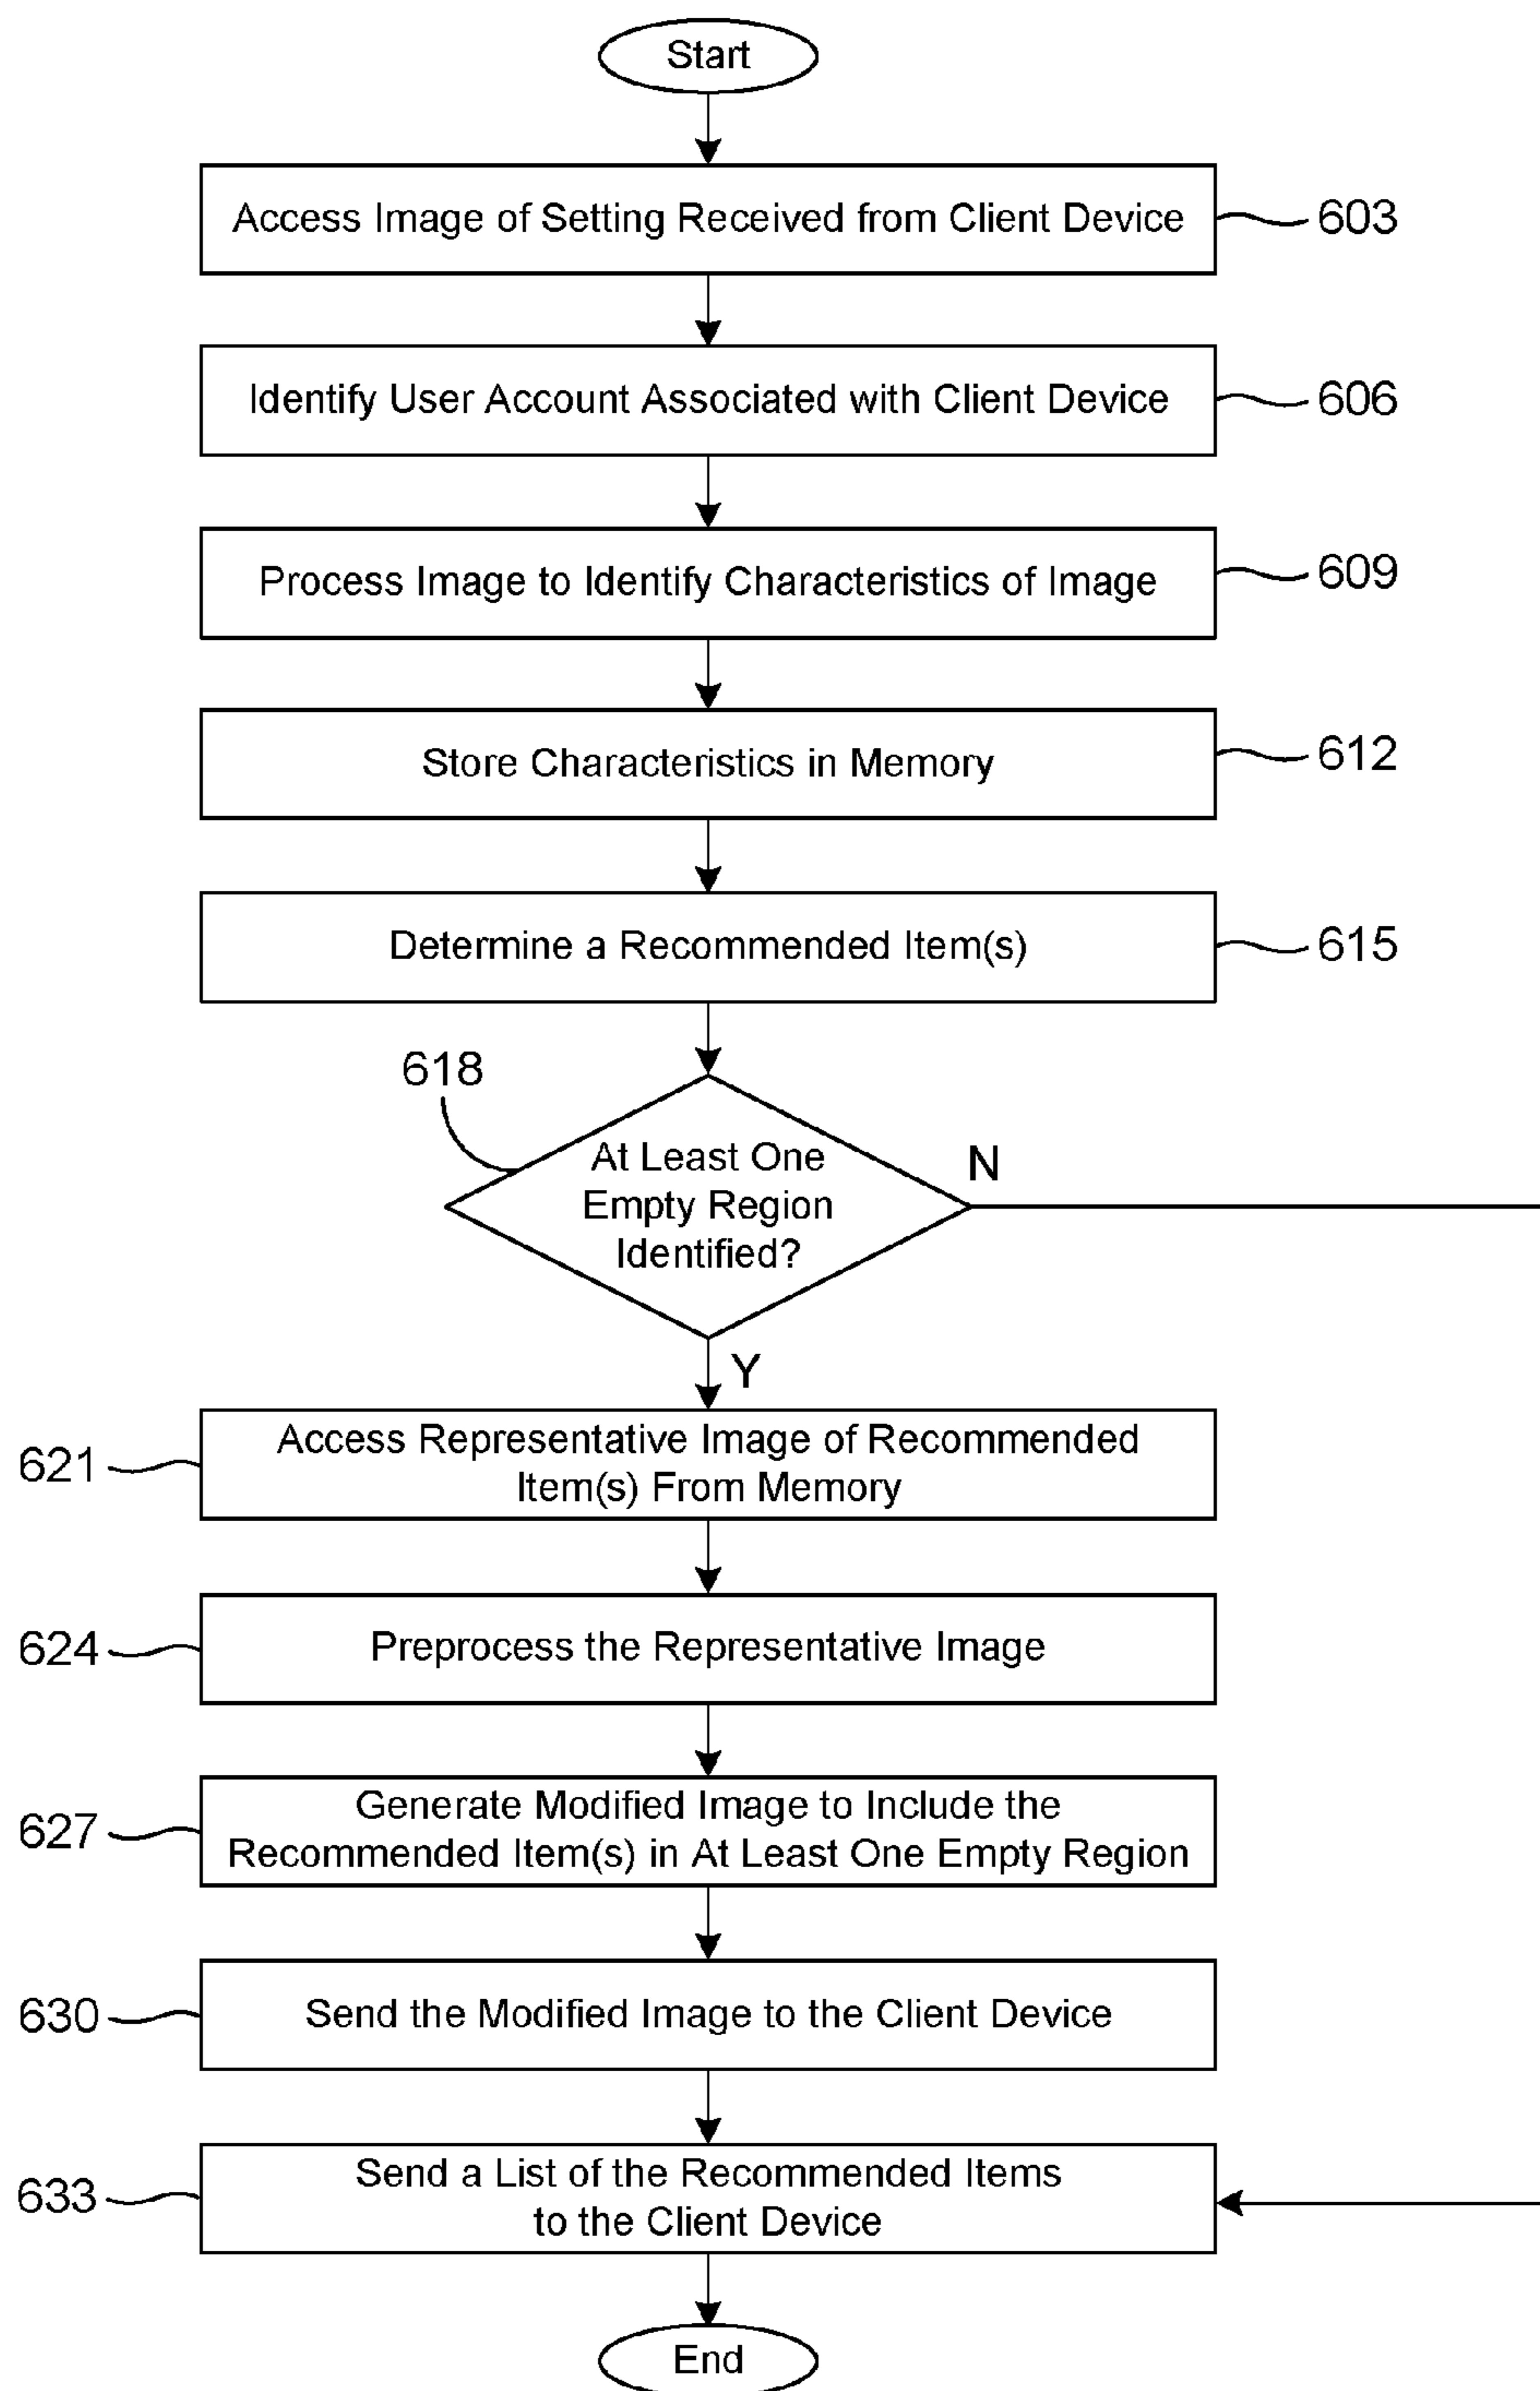 Start
Access Image of Setting Received from Client Device
603
Identify User Account Associated with Client Device
606
Process Image to Identify Characteristics of Image
609
Store Characteristics in Memory
612
Determine a Recommended Item(s)
615
618
At Least One
Empty Region
Identified?
N
Y
Access Representative Image of Recommended
Item(s) From Memory
621
Preprocess the Representative Image
624
Generate Modified Image to Include the
Recommended Item(s) in At Least One Empty Region
627
Send the Modified Image to the Client Device
630
Send a List of the Recommended Items
to the Client Device
633
End